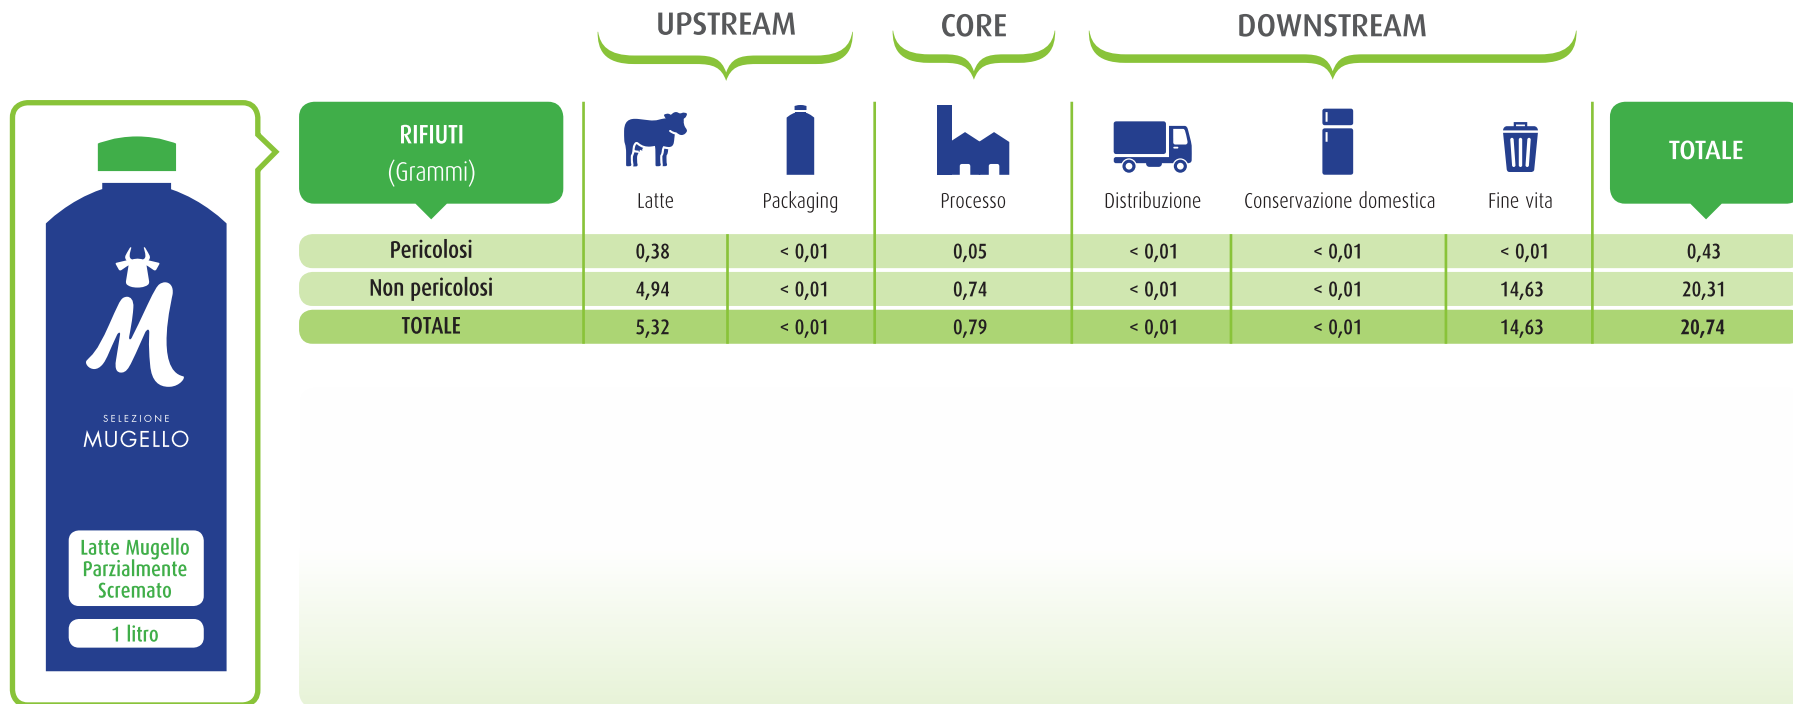 UPSTREAM CORE DOWNSTREAM
RIFIUTI
(Grammi)
TOTALE
Latte Packaging Processo Distribuzione Conservazione domestica Fine vita
Pericolosi 0,38 < 0,01 0,05 < 0,01 < 0,01 < 0,01 0,43
Non pericolosi 4,94 < 0,01 0,74 < 0,01 < 0,01 14,63 20,31
TOTALE 5,32 < 0,01 0,79 < 0,01 < 0,01 14,63 20,74
M
SELEZIONE
MUGELLO
Latte Mugello
Parzialmente
Scremato
1 litro